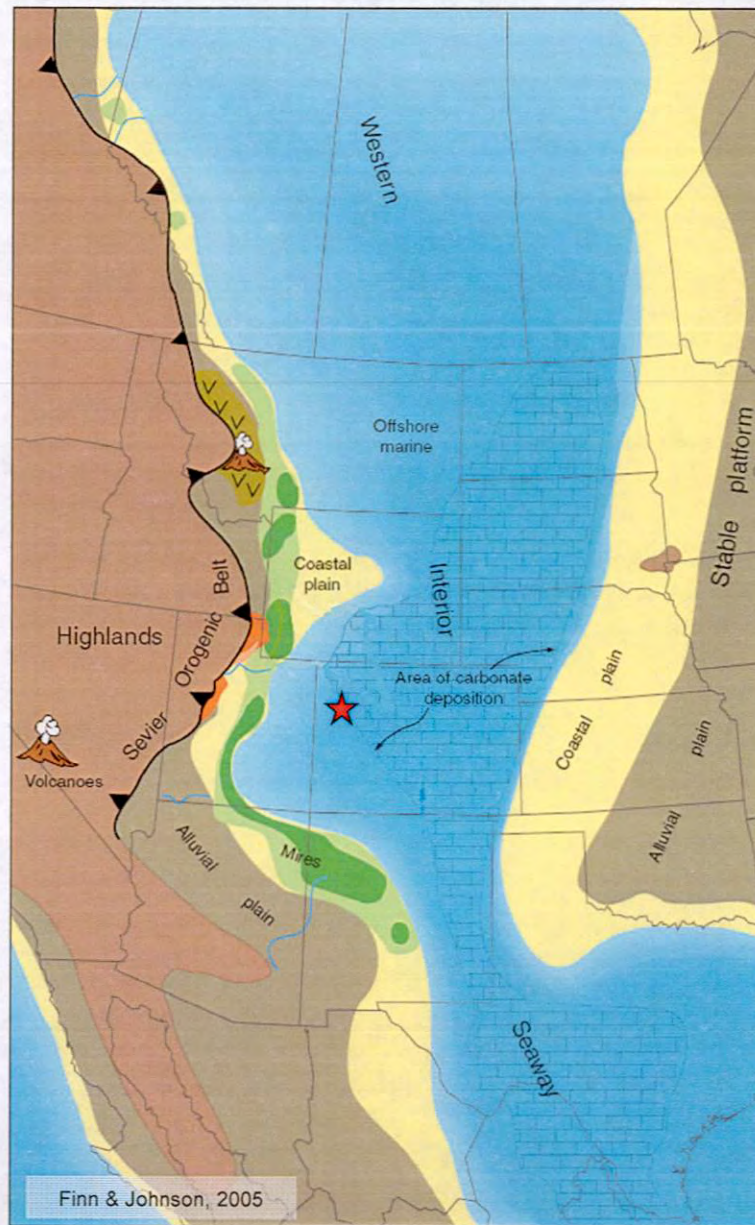 Western
Offshore
marine
Stable platform
Interior
Coastal
plain
Belt
Orogenic
Sevier
Highlands
Area of carbonate
deposition
Coastal plain
Volcanoes
Alluvial
plain
Mires
Alluvial plain
Seaway
Finn & Johnson, 2005